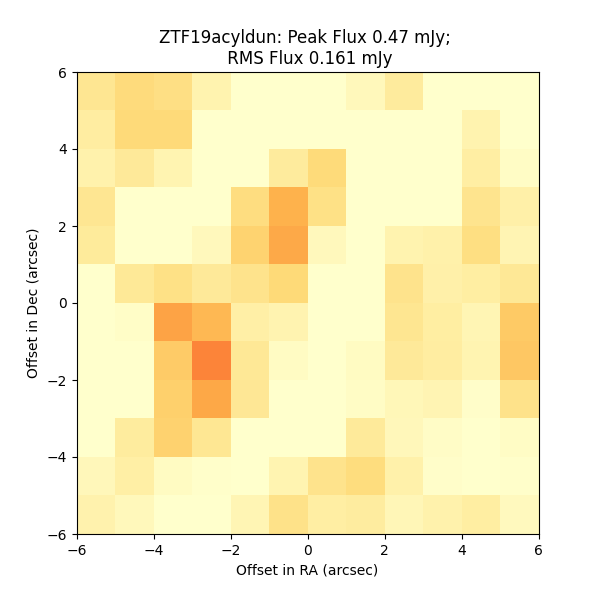 ZTF19acyldun: Peak Flux 0.47 mJy;
RMS Flux 0.161 mJy
6
4
2
0
−2
−4
−6
Offset in Dec (arcsec)
−6 −4 −2 0 2 4 6
Offset in RA (arcsec)